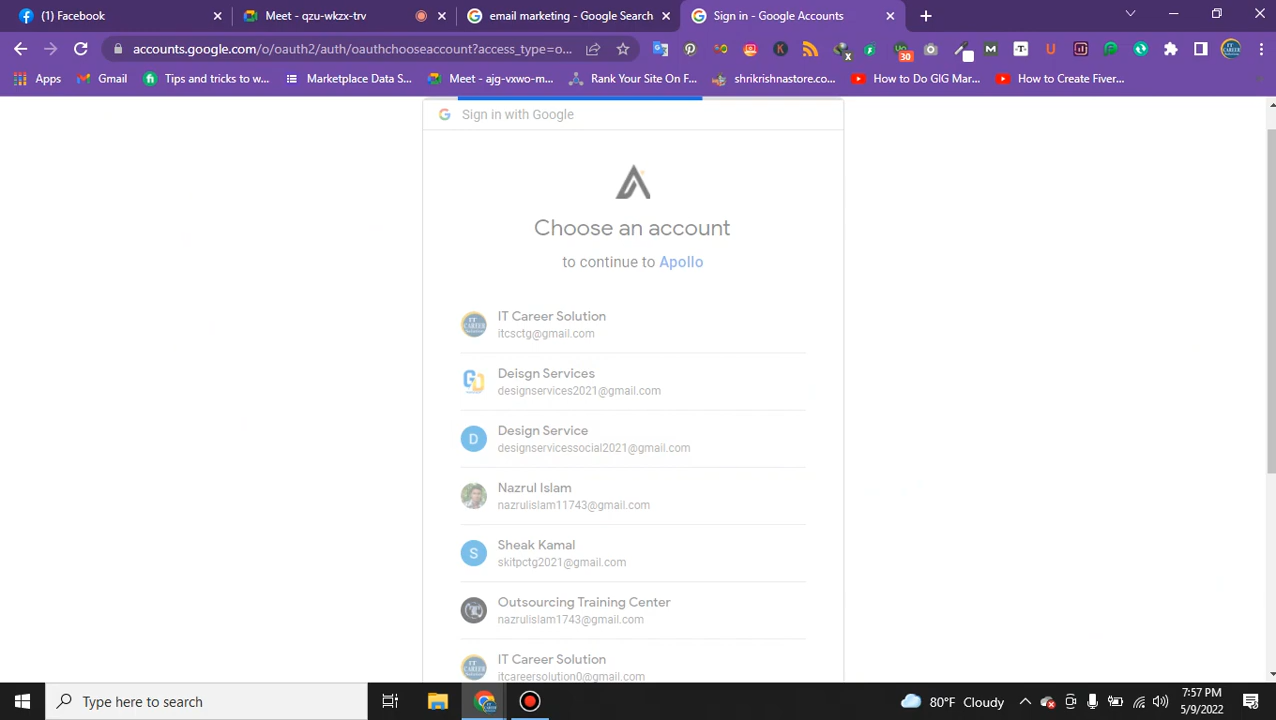 (1) Facebook
Meet - qzu-wkzx-trv
email marketing - Google Search
Sign in - Google Accounts
accounts.google.com/o/oauth2/auth/oauthchooseaccount?access_type=o...
30
Apps
Gmail
Tips and tricks to w...
Marketplace Data S...
Meet - ajg-vxwo-m...
Rank Your Site On F...
shrikrishnastore.co...
How to Do GIG Mar...
How to Create Fiver...
Sign in with Google
Choose an account
to continue to Apollo
IT Career Solution
itcsctg@gmail.com
Deisgn Services
designservices2021@gmail.com
D
Design Service
designservicessocial2021@gmail.com
Nazrul Islam
nazrulislam11743@gmail.com
S
Sheak Kamal
skitpctg2021@gmail.com
Outsourcing Training Center
nazrulislam1743@gmail.com
IT Career Solution
itcareersolution0@gmail.com
Type here to search
80°F Cloudy
7:57 PM
5/9/2022